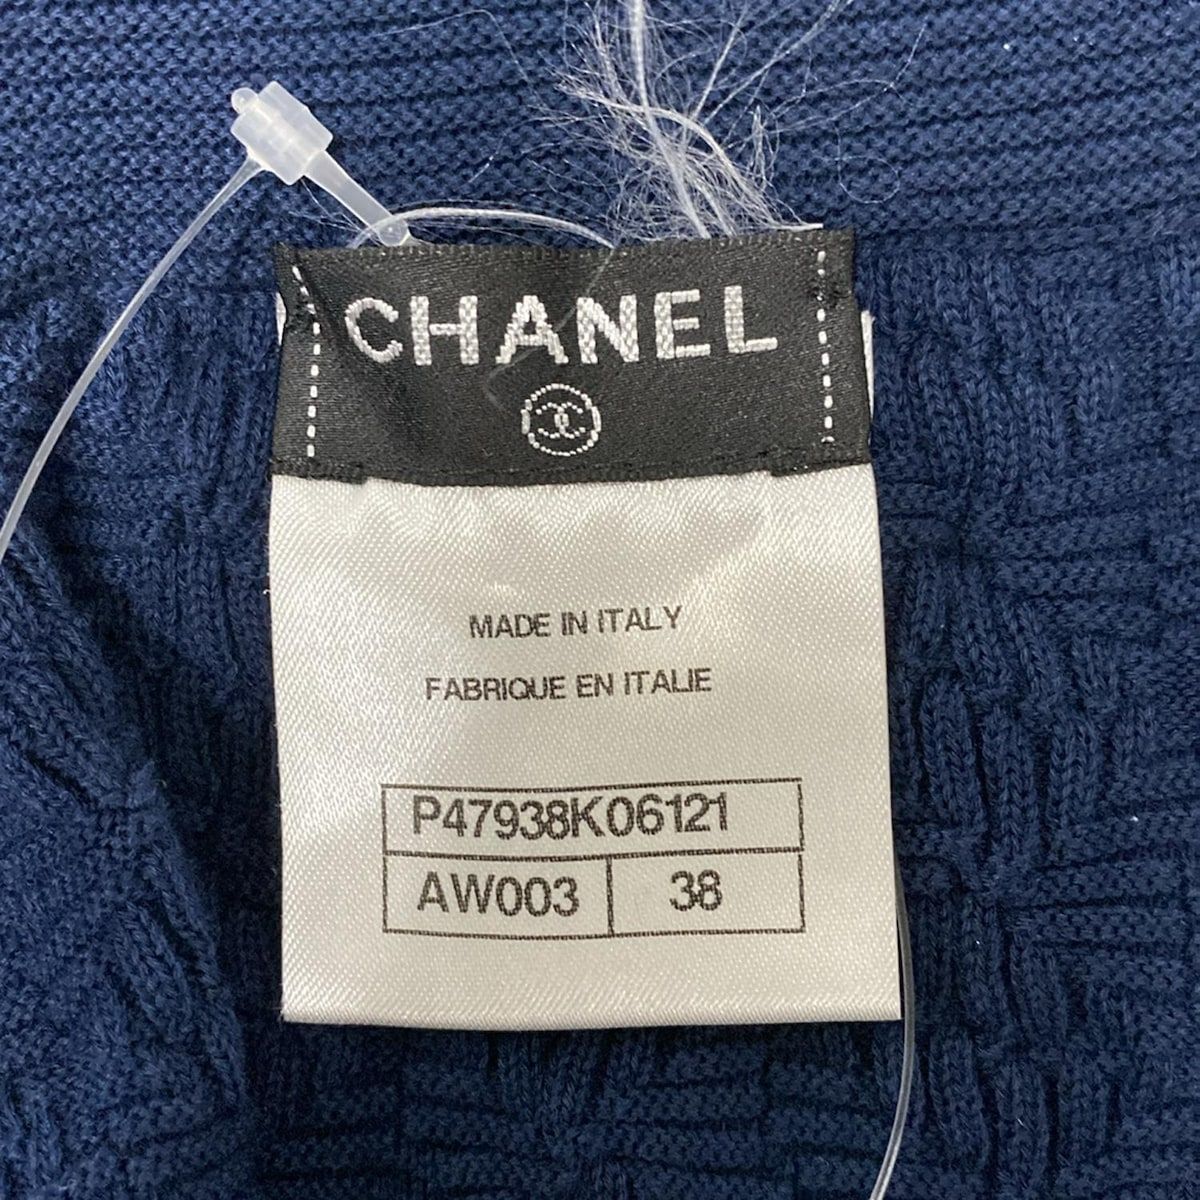 CHANEL
MADE IN ITALY
FABRIQUE EN ITALIE
P47938K06121
AW003 38